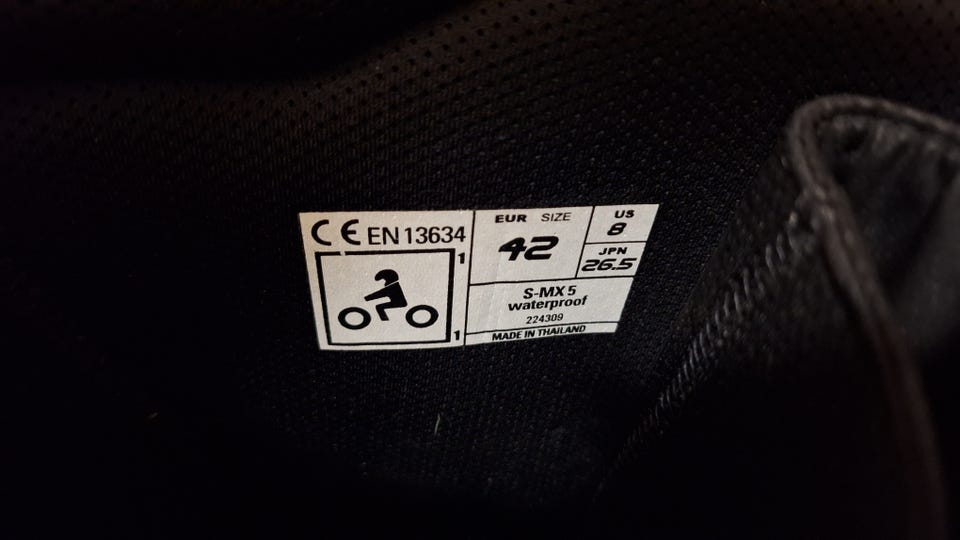 CE EN 13634
1
1
EUR SIZE
42
US
8
JPN
26.5
S-MX 5
waterproof
224309
MADE IN THAILAND